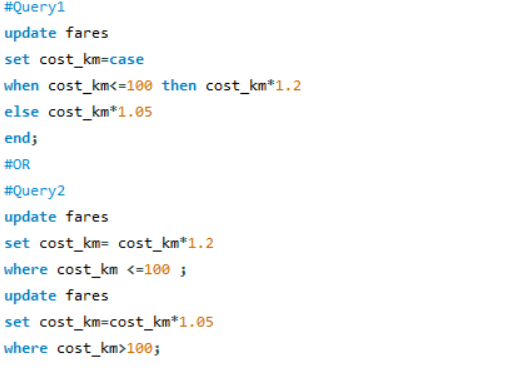 #Query1
update fares
set cost_km=case
when cost_km<=100 then cost_km*1.2
else cost_km*1.05
end;
#OR
#Query2
update fares
set cost_km= cost_km*1.2
where cost_km <=100 ;
update fares
set cost_km=cost_km*1.05
where cost_km>100;